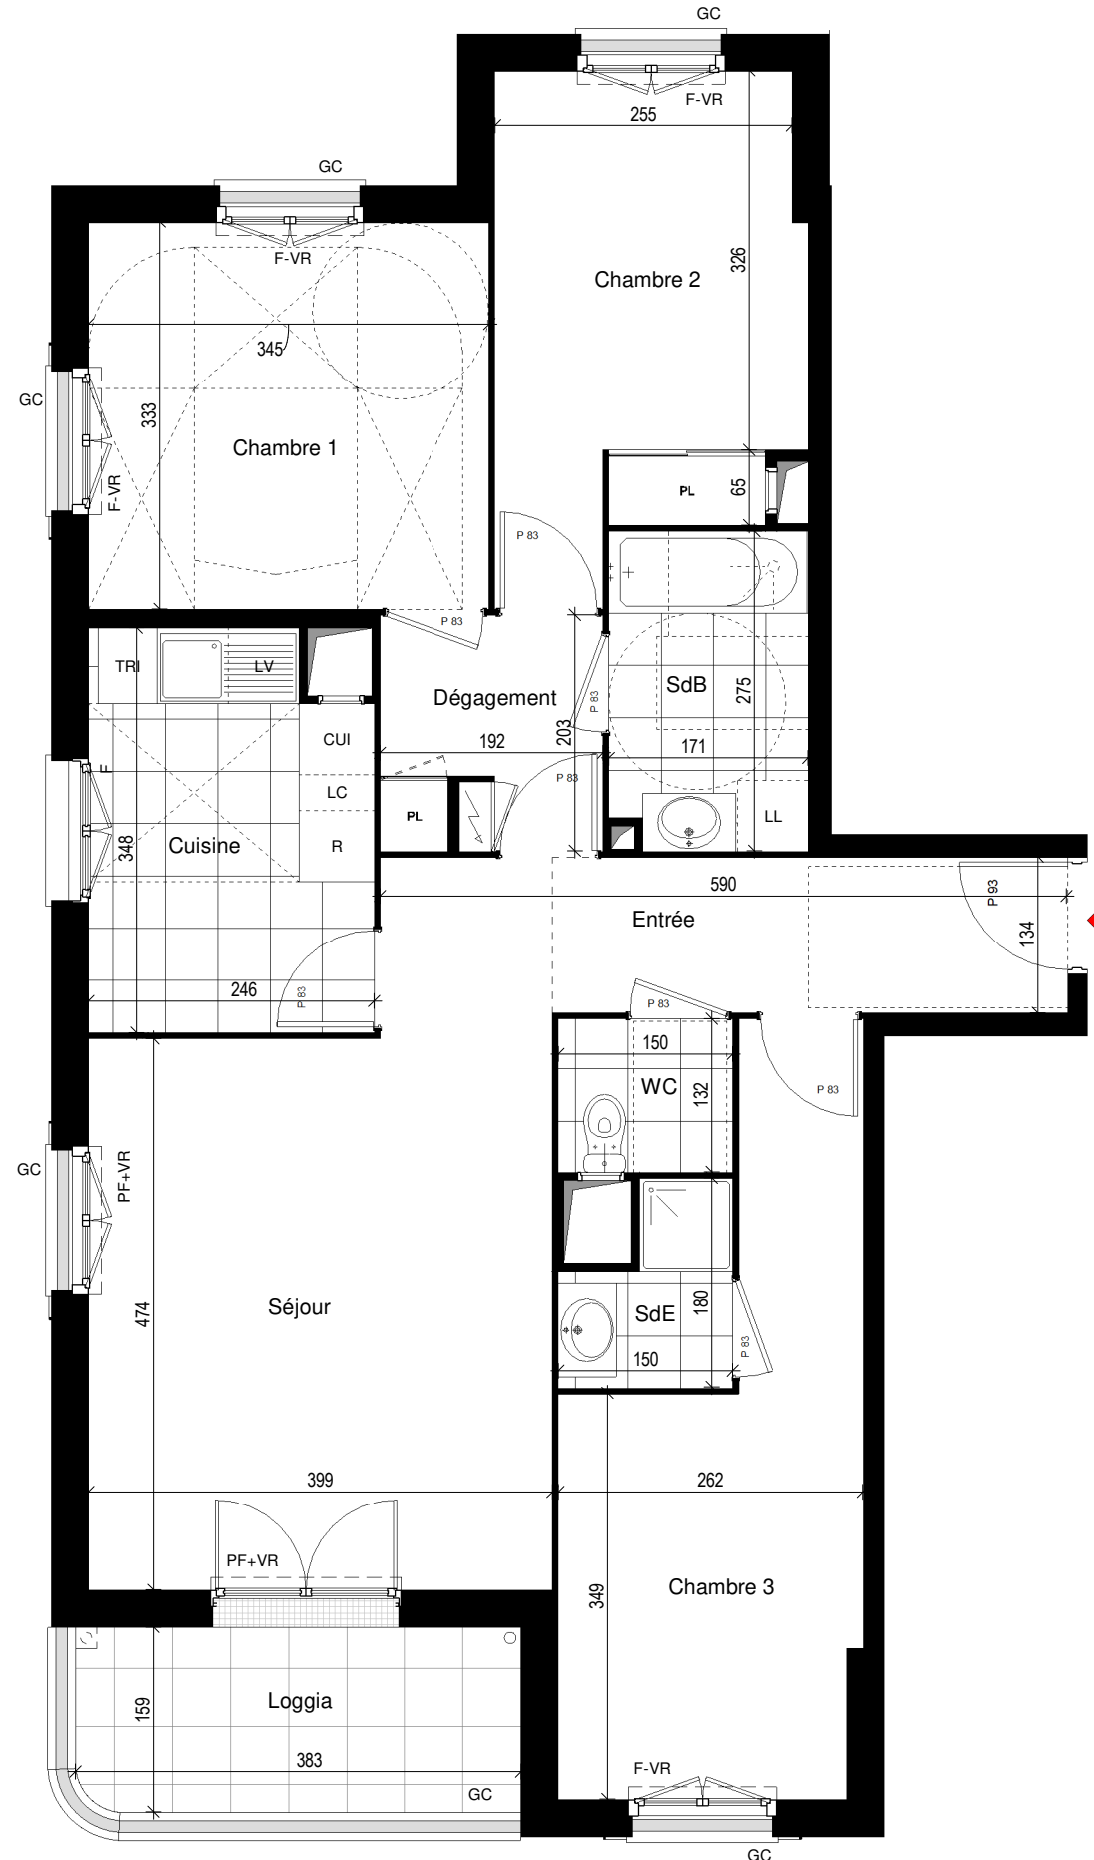 GC
F-VR
255
GC
F-VR
326
Chambre 2
345
GC
333
Chambre 1
F-VR
PL
65
P 83
P 83
TRI
LV
Dégagement
SdB
275
P 83
203
CUI
192
171
F
P 83
LC
PL
LL
348
Cuisine
R
590
P 93
Entrée
134
246
P 83
P 83
150
WC
132
P 83
GC
PF+VR
474
Séjour
SdE
180
150
P 83
399
262
PF+VR
Chambre 3
349
Loggia
159
383
GC
F-VR
GC